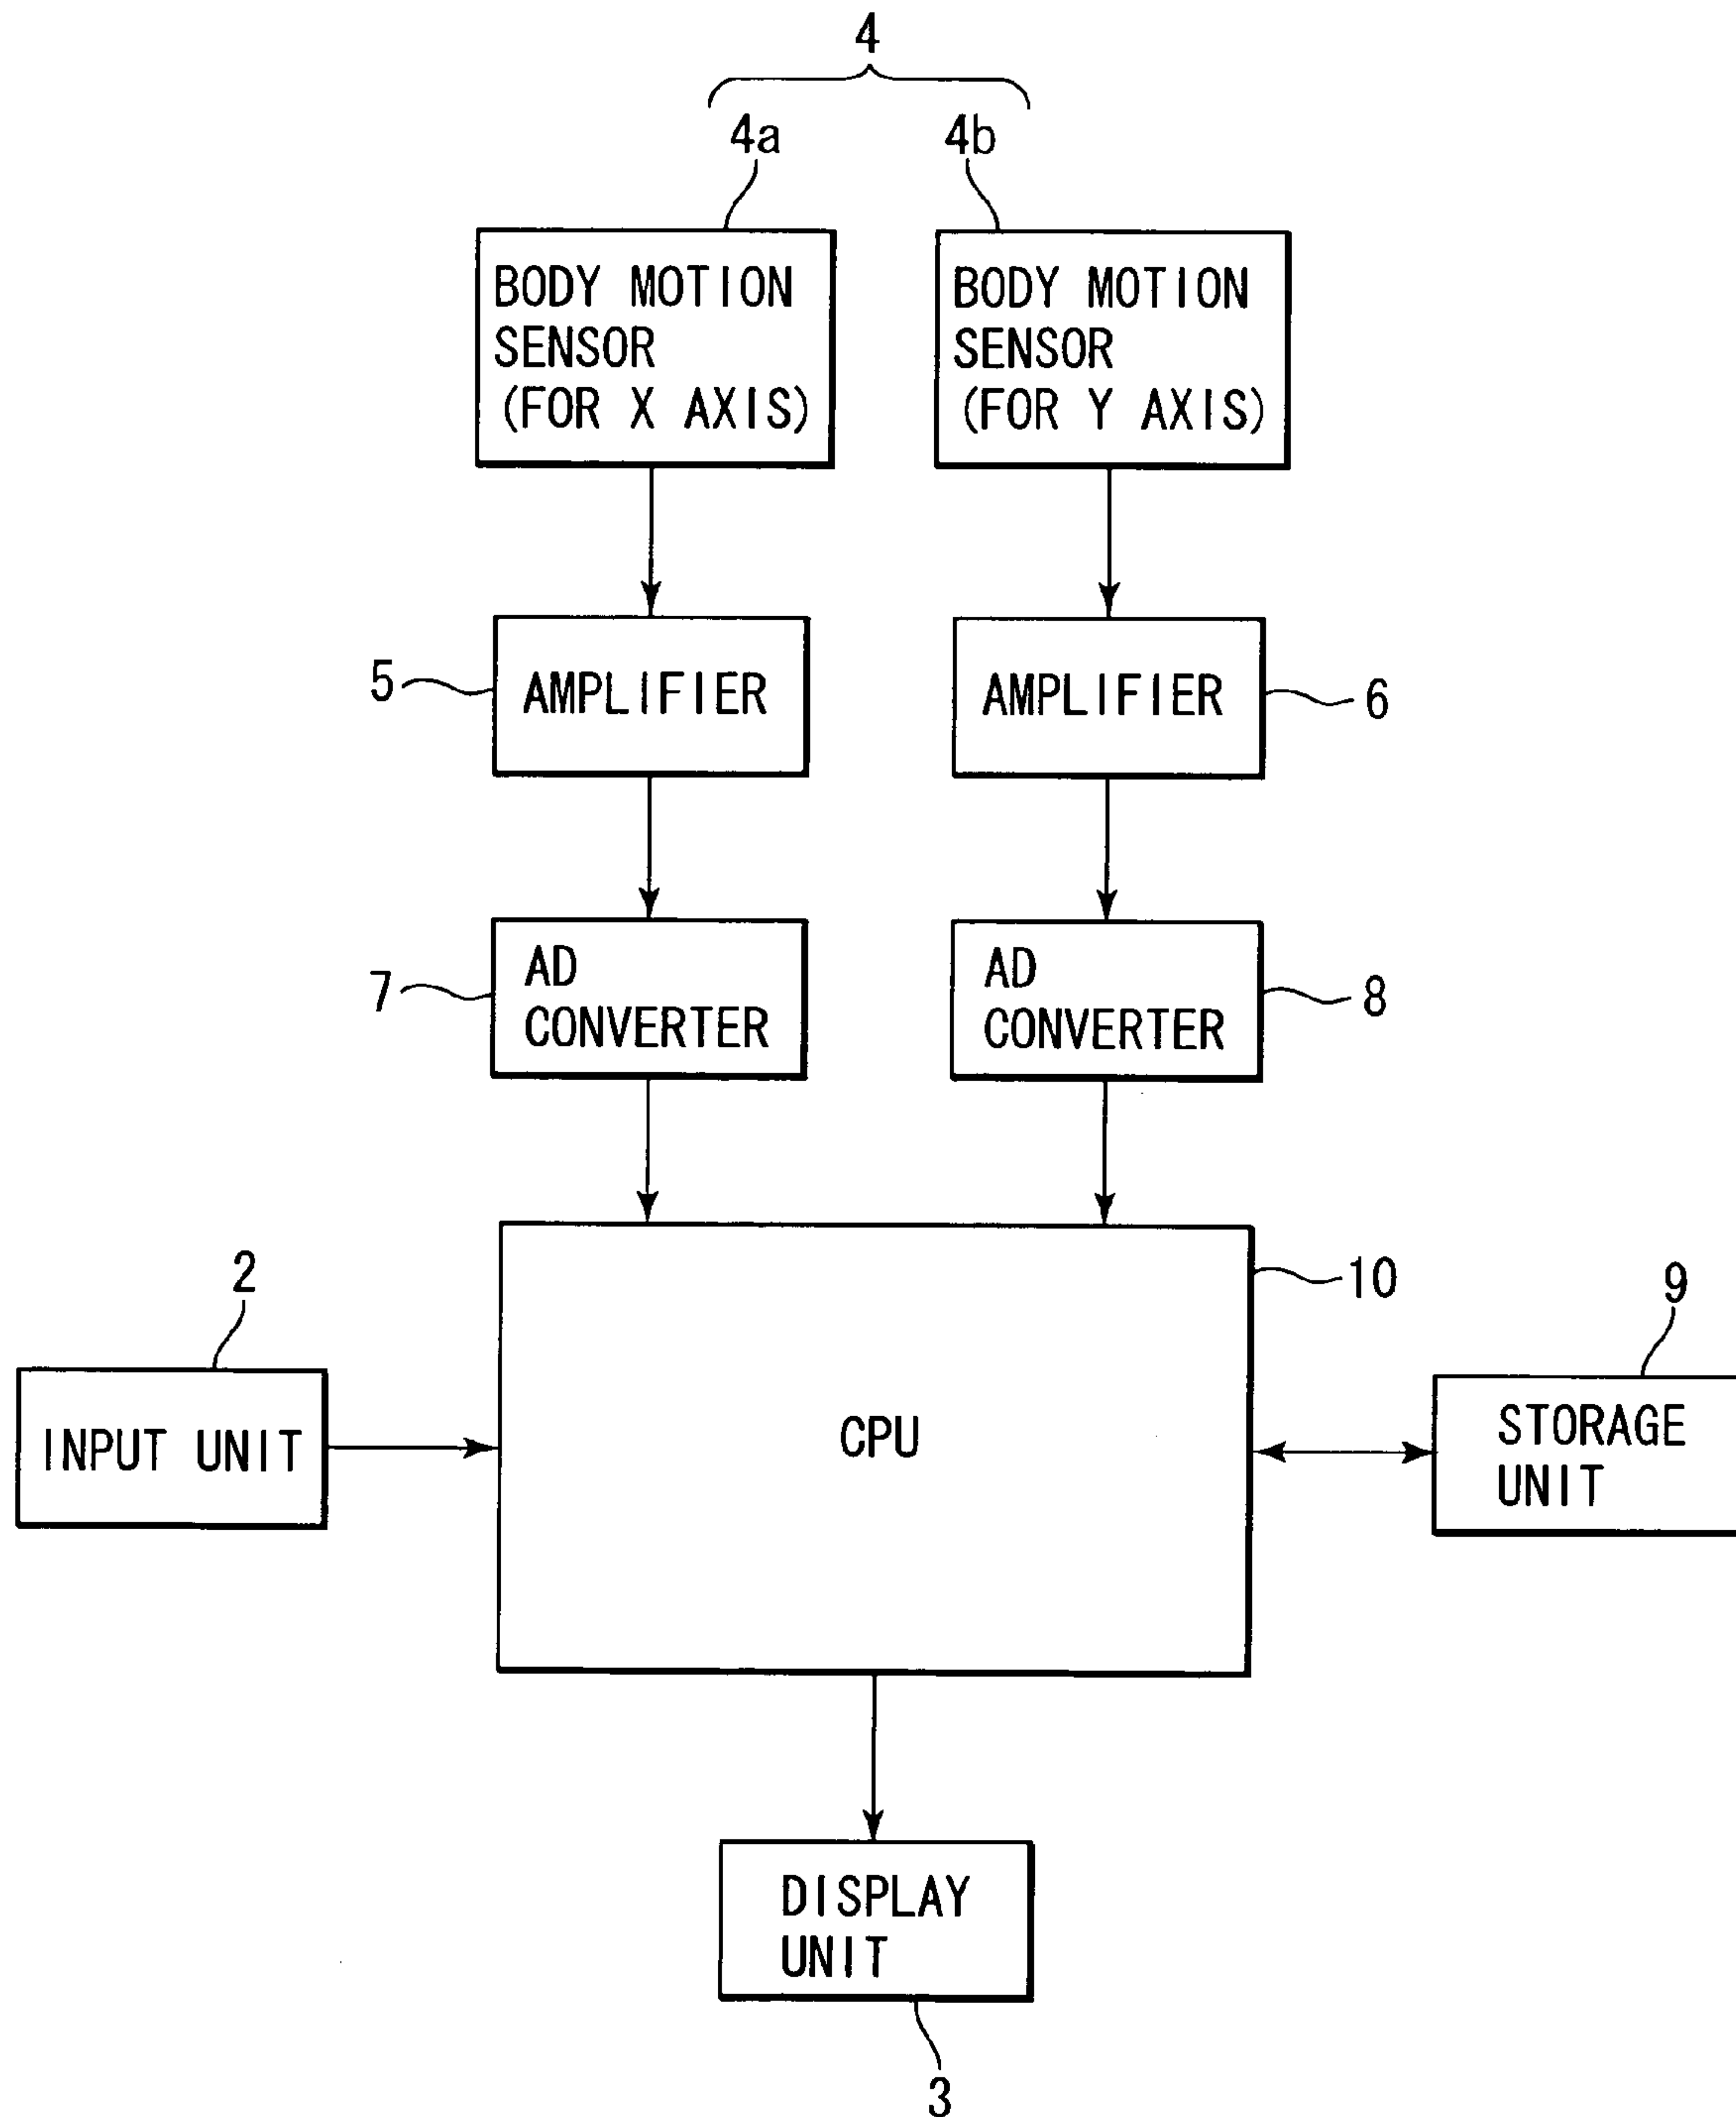 4
4a
4b
BODY MOTION
SENSOR
(FOR X AXIS)
BODY MOTION
SENSOR
(FOR Y AXIS)
5
AMPLIFIER
AMPLIFIER
6
7
AD
CONVERTER
AD
CONVERTER
8
2
10
9
INPUT UNIT
CPU
STORAGE
UNIT
DISPLAY
UNIT
3